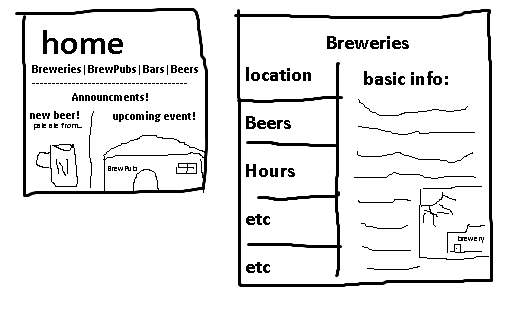 home
Breweries | BrewPubs | Bars | Beers
Announcments!
new beer!
pale ale from...
upcoming event!
BrewPub
Breweries
location
Beers
Hours
etc
etc
basic info:
brewery